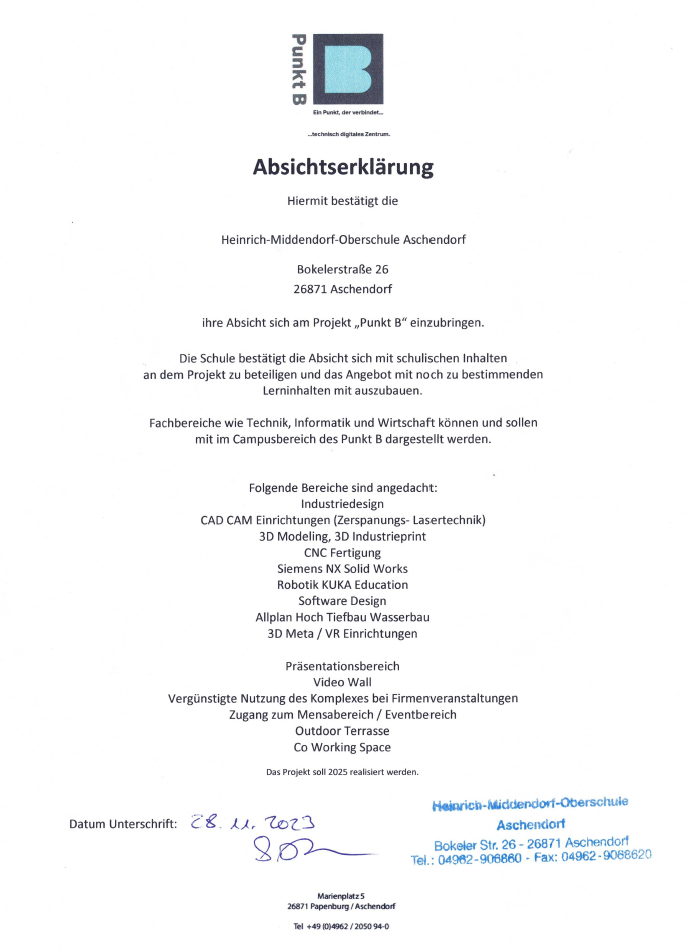 Punkt B
B
Ein Punkt, der verbindet...
...technisch digitales Zentrum.
Absichtserklärung
Hiermit bestätigt die
Heinrich-Middendorf-Oberschule Aschendorf
Bokelerstraße 26
26871 Aschendorf
ihre Absicht sich am Projekt „Punkt B“ einzubringen.
Die Schule bestätigt die Absicht sich mit schulischen Inhalten
an dem Projekt zu beteiligen und das Angebot mit noch zu bestimmenden
Lerninhalten mit auszubauen.
Fachbereiche wie Technik, Informatik und Wirtschaft können und sollen
mit im Campusbereich des Punkt B dargestellt werden.
Folgende Bereiche sind angedacht:
Industriedesign
CAD CAM Einrichtungen (Zerspanungs- Lasertechnik)
3D Modeling, 3D Industrieprint
CNC Fertigung
Siemens NX Solid Works
Robotik KUKA Education
Software Design
Allplan Hoch Tiefbau Wasserbau
3D Meta / VR Einrichtungen
Präsentationsbereich
Video Wall
Vergünstigte Nutzung des Komplexes bei Firmenveranstaltungen
Zugang zum Mensabereich / Eventbereich
Outdoor Terrasse
Co Working Space
Das Projekt soll 2025 realisiert werden.
Datum Unterschrift: 28. 11. 2023
Heinrich-Middendorf-Oberschule
Aschendorf
Bokeler Str. 26 - 26871 Aschendorf
Tel.: 04962-906860 - Fax: 04962-9068620
Marienplatz 5
26871 Papenburg / Aschendorf
Tel +49 (0)4962 / 2050 94-0